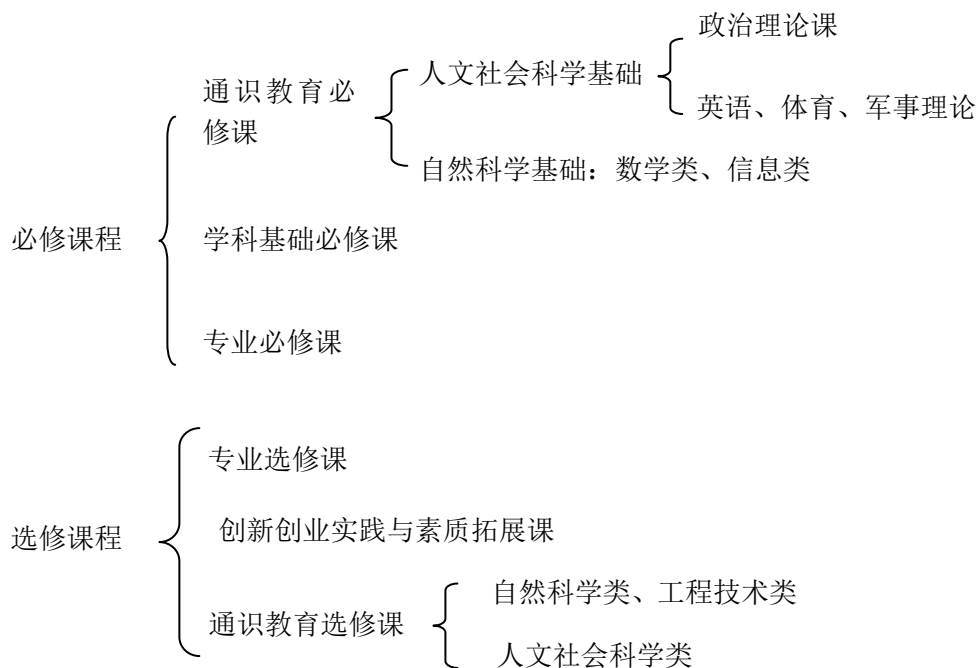 政治理论课
人文社会科学基础
通识教育必
修课
英语、体育、军事理论
自然科学基础：数学类、信息类
必修课程
学科基础必修课
专业必修课
专业选修课
选修课程
创新创业实践与素质拓展课
自然科学类、工程技术类
通识教育选修课
人文社会科学类